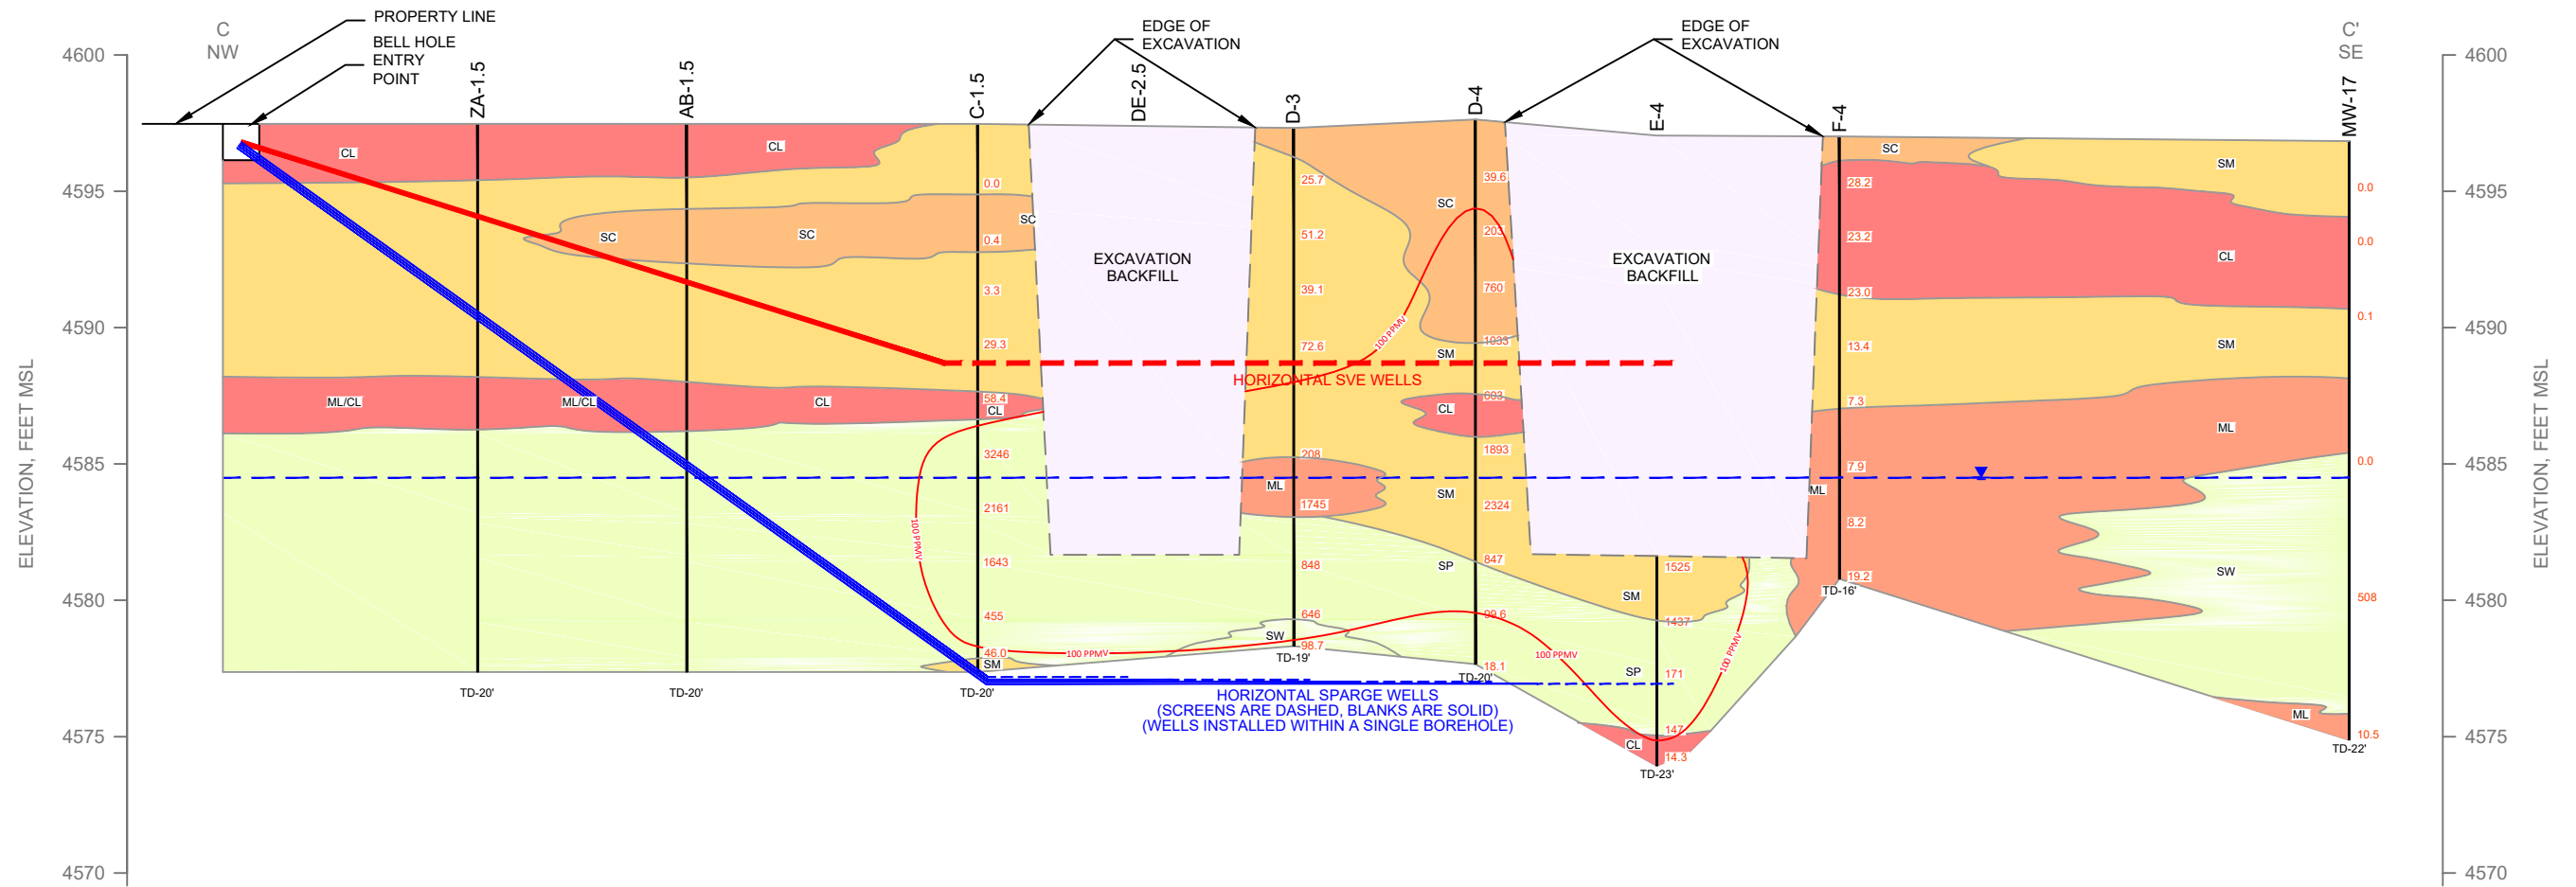 PROPERTY LINE
BELL HOLE
ENTRY
POINT
C
NW
EDGE OF
EXCAVATION
EDGE OF
EXCAVATION
C'
SE
4600
4595
4590
4585
4580
4575
4570
ELEVATION, FEET MSL
ZA-1.5
AB-1.5
C-1.5
DE-2.5
D-3
D-4
E-4
F-4
MW-17
4600
4595
4590
4585
4580
4575
4570
ELEVATION, FEET MSL
CL
CL
SC
SC
SC
ML/CL
ML/CL
CL
CL
SM
0.0
0.4
3.3
29.3
58.4
3246
2161
1643
455
46.0
100 PPMV
100 PPMV
EXCAVATION
BACKFILL
25.7
51.2
39.1
72.6
208
1745
848
646
98.7
ML
SW
SC
SM
CL
SM
SP
100 PPMV
39.6
203
760
1033
603
1893
2324
847
99.6
18.1
EXCAVATION
BACKFILL
HORIZONTAL SVE WELLS
SM
SP
CL
1525
1437
171
147
14.3
100 PPMV
100 PPMV
SC
28.2
23.2
23.0
13.4
7.3
7.9
8.2
19.2
ML
SM
CL
SM
ML
SW
ML
0.0
0.0
0.1
0.0
508
10.5
TD-20'
TD-20'
TD-20'
TD-19'
TD-20'
TD-23'
TD-16'
TD-22'
HORIZONTAL SPARGE WELLS
(SCREENS ARE DASHED, BLANKS ARE SOLID)
(WELLS INSTALLED WITHIN A SINGLE BOREHOLE)